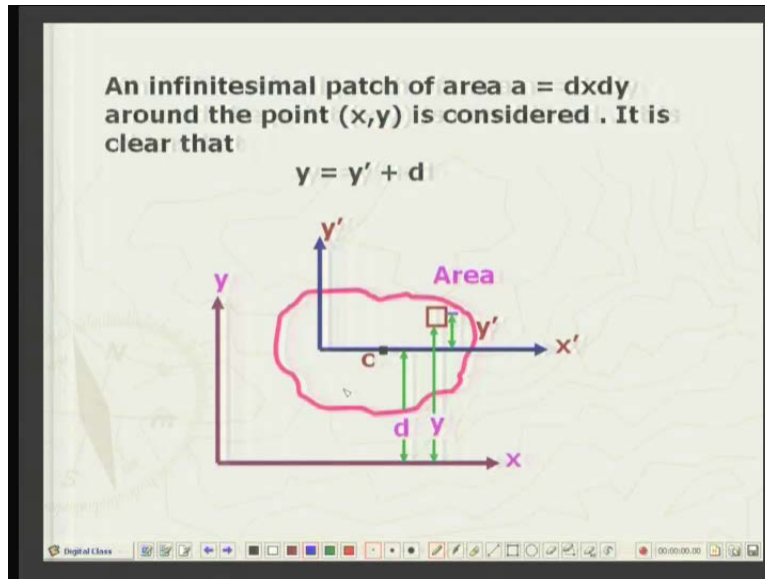 An infinitesimal patch of area a = dxdy
around the point (x,y) is considered . It is
clear that
y = y′ + d
y′
y
Area
y′
x′
c
d y
x
N
S
Digital Class
00:00:00.00